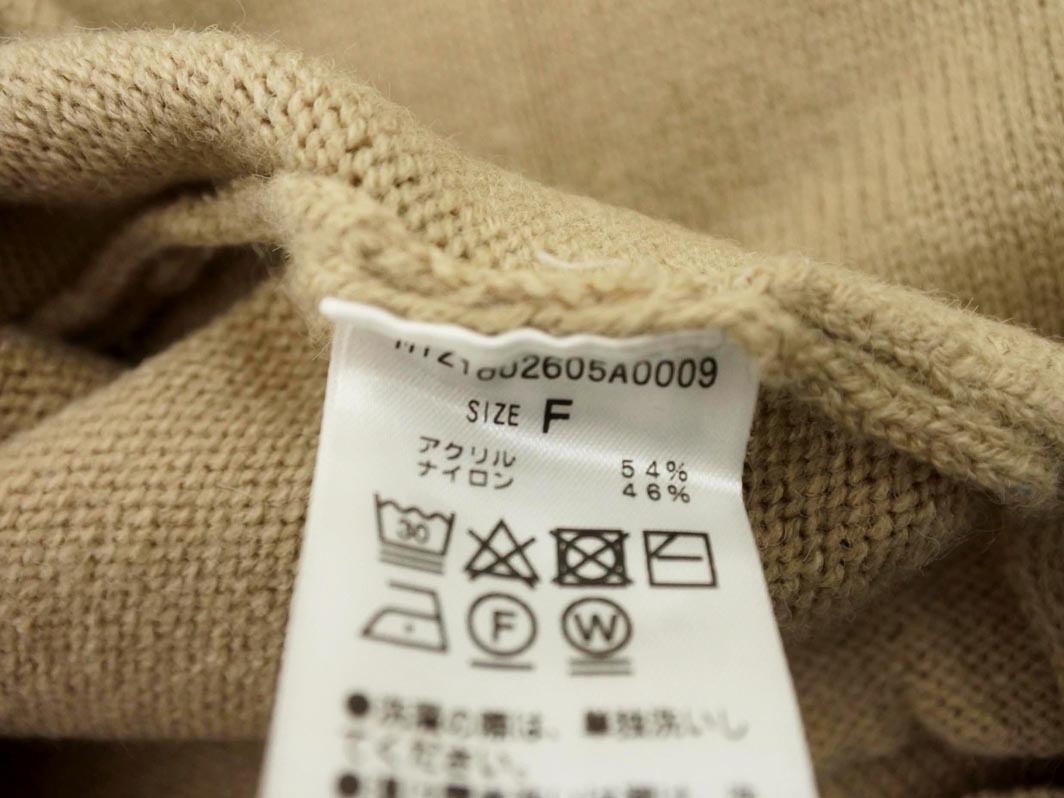 SIZE F
アクリル 54%
ナイロン 46%
30
F W
●洗濯の際は、単独洗いし
てください。